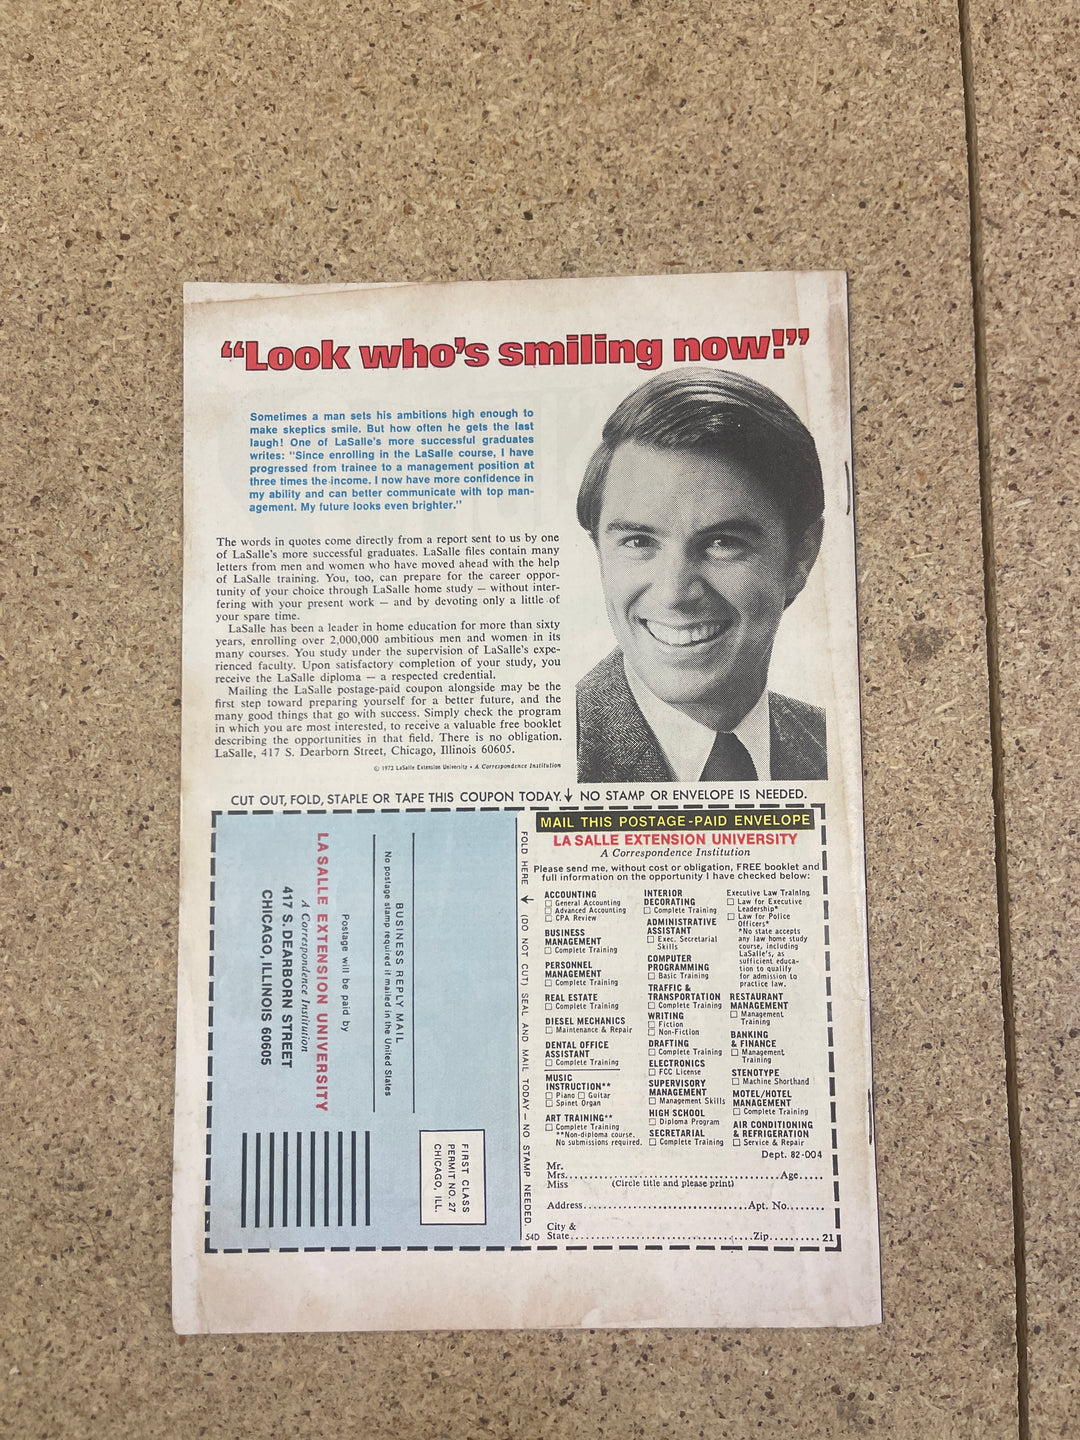 “Look who’s smiling now!”
Sometimes a man sets his ambitions high enough to
make skeptics smile. But how often he gets the last
laugh! One of LaSalle's more successful graduates
writes: "Since enrolling in the LaSalle course, I have
progressed from trainee to a management position at
three times the income. I now have more confidence in
my ability and can better communicate with top man-
agement. My future looks even brighter."
The words in quotes come directly from a report sent to us by one
of LaSalle's more successful graduates. LaSalle files contain many
letters from men and women who have moved ahead with the help
of LaSalle training. You, too, can prepare for the career oppor-
tunity of your choice through LaSalle home study — without inter-
fering with your present work — and by devoting only a little of
your spare time.
LaSalle has been a leader in home education for more than sixty
years, enrolling over 2,000,000 ambitious men and women in its
many courses. You study under the supervision of LaSalle's expe-
rienced faculty. Upon satisfactory completion of your study, you
receive the LaSalle diploma — a respected credential.
Mailing the LaSalle postage-paid coupon alongside may be the
first step toward preparing yourself for a better future, and the
many good things that go with success. Simply check the program
in which you are most interested, to receive a valuable free booklet
describing the opportunities in that field. There is no obligation.
LaSalle, 417 S. Dearborn Street, Chicago, Illinois 60605.
© 1972 LaSalle Extension University • A Correspondence Institution
CUT OUT, FOLD, STAPLE OR TAPE THIS COUPON TODAY. ↓ NO STAMP OR ENVELOPE IS NEEDED.
FIRST CLASS
PERMIT NO. 27
CHICAGO, ILL.
BUSINESS REPLY MAIL
No postage stamp required if mailed in the United States
Postage will be paid by
LA SALLE EXTENSION UNIVERSITY
A Correspondence Institution
417 S. DEARBORN STREET
CHICAGO, ILLINOIS 60605
FOLD HERE → (DO NOT CUT) SEAL AND MAIL TODAY — NO STAMP NEEDED.
MAIL THIS POSTAGE-PAID ENVELOPE
LA SALLE EXTENSION UNIVERSITY
A Correspondence Institution
Please send me, without cost or obligation, FREE booklet and
full information on the opportunity I have checked below:
ACCOUNTING
☐ General Accounting
☐ Advanced Accounting
☐ CPA Review
BUSINESS
MANAGEMENT
☐ Complete Training
PERSONNEL
MANAGEMENT
☐ Complete Training
REAL ESTATE
☐ Complete Training
DIESEL MECHANICS
☐ Maintenance & Repair
DENTAL OFFICE
ASSISTANT
☐ Complete Training
MUSIC
INSTRUCTION**
☐ Piano ☐ Guitar
☐ Spinet Organ
ART TRAINING**
☐ Complete Training
**Non-diploma course.
No submissions required.
INTERIOR
DECORATING
☐ Complete Training
ADMINISTRATIVE
ASSISTANT
☐ Exec. Secretarial
Skills
COMPUTER
PROGRAMMING
☐ Basic Training
TRAFFIC &
TRANSPORTATION
☐ Complete Training
WRITING
☐ Fiction
☐ Non-Fiction
DRAFTING
☐ Complete Training
ELECTRONICS
☐ FCC License
SUPERVISORY
MANAGEMENT
☐ Management Skills
HIGH SCHOOL
☐ Diploma Program
SECRETARIAL
☐ Complete Training
Executive Law Training
☐ Law for Executive
Leadership*
☐ Law for Police
Officers*
*No state accepts
any law home study
course, including
LaSalle's, as
sufficient educa-
tion to qualify
for admission to
practice law.
RESTAURANT
MANAGEMENT
☐ Management
Training
BANKING
& FINANCE
☐ Management
Training
STENOTYPE
☐ Machine Shorthand
MOTEL/HOTEL
MANAGEMENT
☐ Complete Training
AIR CONDITIONING
& REFRIGERATION
☐ Service & Repair
Dept. 82-004
Mr.
Mrs. Age
Miss (Circle title and please print)
Address Apt. No.
City &
54D State Zip 21